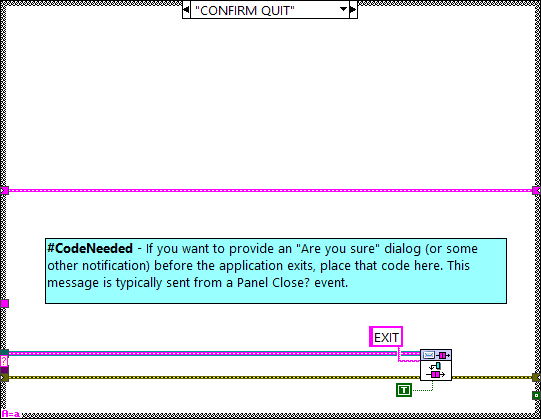 "CONFIRM QUIT"
#CodeNeeded - If you want to provide an "Are you sure" dialog (or some
other notification) before the application exits, place that code here. This
message is typically sent from a Panel Close? event.
EXIT
?
T
A=a